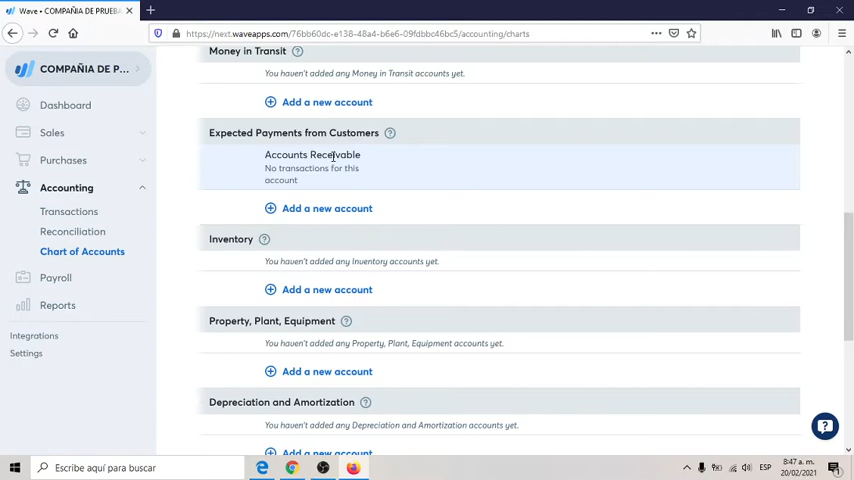 Wave • COMPAÑIA DE PRUEBA
https://next.waveapps.com/76bb60dc-e138-48a4-b6e6-09fdbbc46bc5/accounting/charts
COMPAÑIA DE P...
Dashboard
Sales
Purchases
Accounting
Transactions
Reconciliation
Chart of Accounts
Payroll
Reports
Integrations
Settings
Money in Transit
You haven't added any Money in Transit accounts yet.
Add a new account
Expected Payments from Customers
Accounts Receivable
No transactions for this
account
Add a new account
Inventory
You haven't added any Inventory accounts yet.
Add a new account
Property, Plant, Equipment
You haven't added any Property, Plant, Equipment accounts yet.
Add a new account
Depreciation and Amortization
You haven't added any Depreciation and Amortization accounts yet.
Add a new account
Escribe aquí para buscar
ESP
8:47 a. m.
20/02/2021